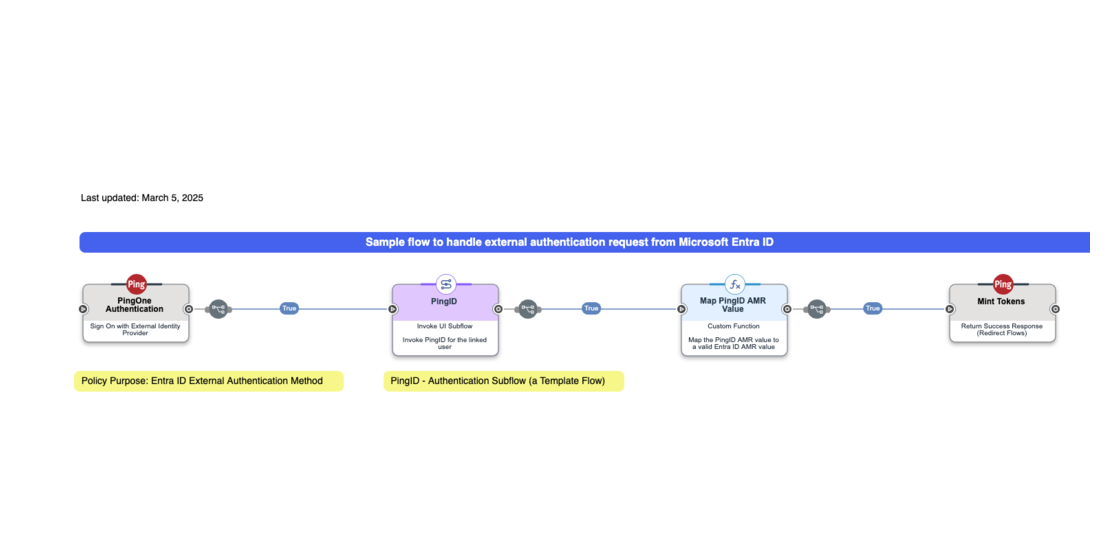 Last updated: March 5, 2025
Sample flow to handle external authentication request from Microsoft Entra ID
Ping
PingOne
Authentication
Sign On with External Identity
Provider
True
PingID
Invoke UI Subflow
Invoke PingID for the linked
user
True
fx
Map PingID AMR
Value
Custom Function
Map the PingID AMR value to
a valid Entra ID AMR value
True
Ping
Mint Tokens
Return Success Response
(Redirect Flows)
Policy Purpose: Entra ID External Authentication Method
PingID - Authentication Subflow (a Template Flow)